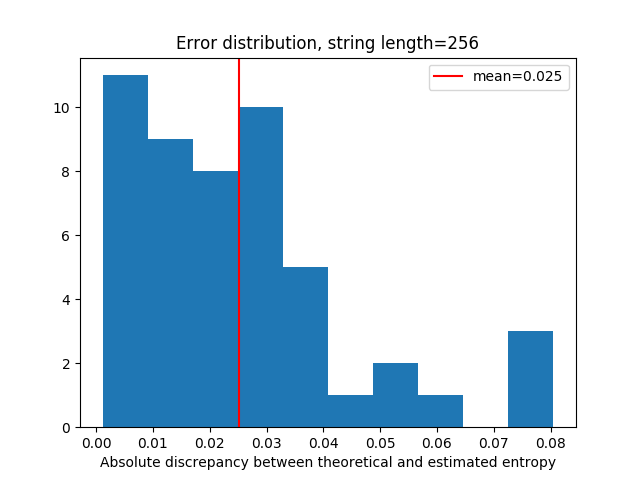 Error distribution, string length=256
mean=0.025
10
8
6
4
2
0
0.00 0.01 0.02 0.03 0.04 0.05 0.06 0.07 0.08
Absolute discrepancy between theoretical and estimated entropy